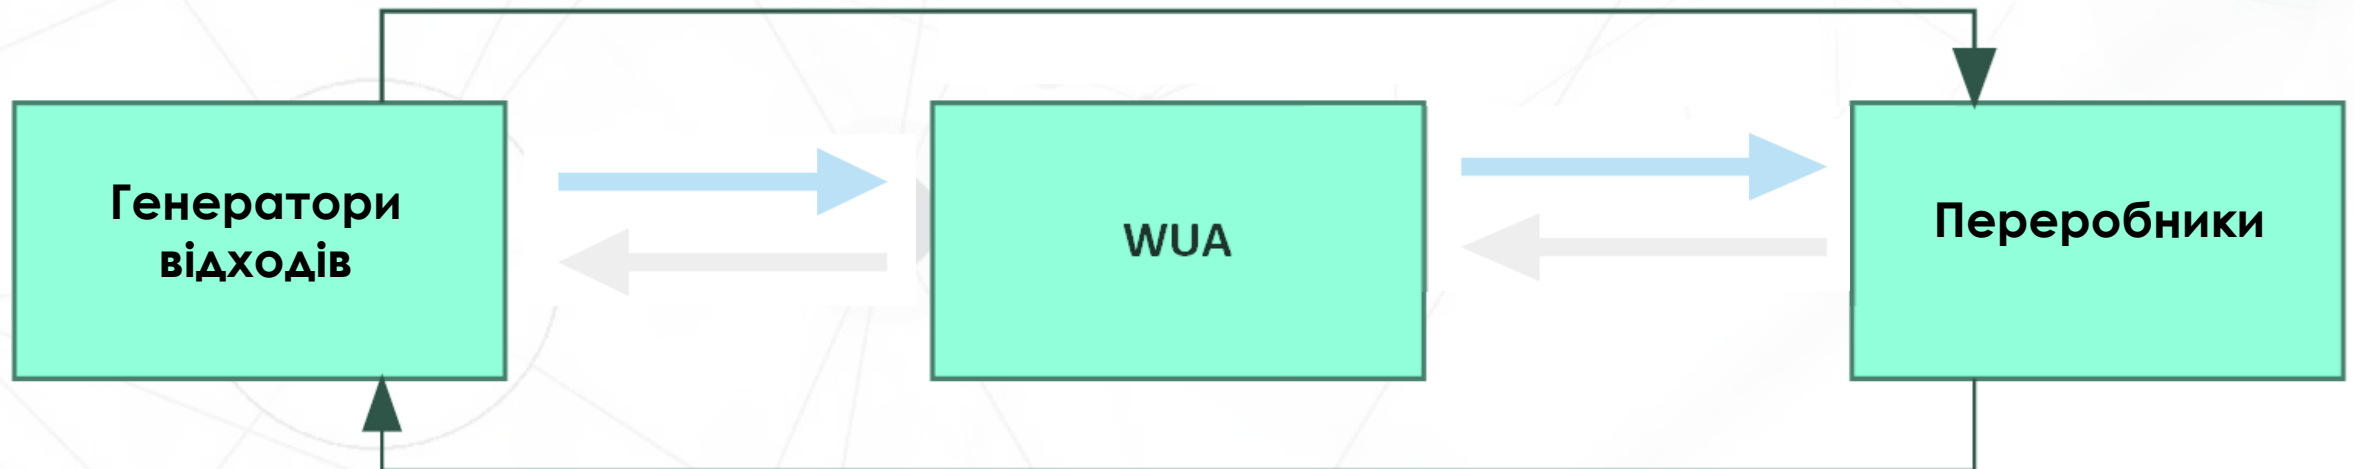 Генератори
відходів
WUA
Переробники